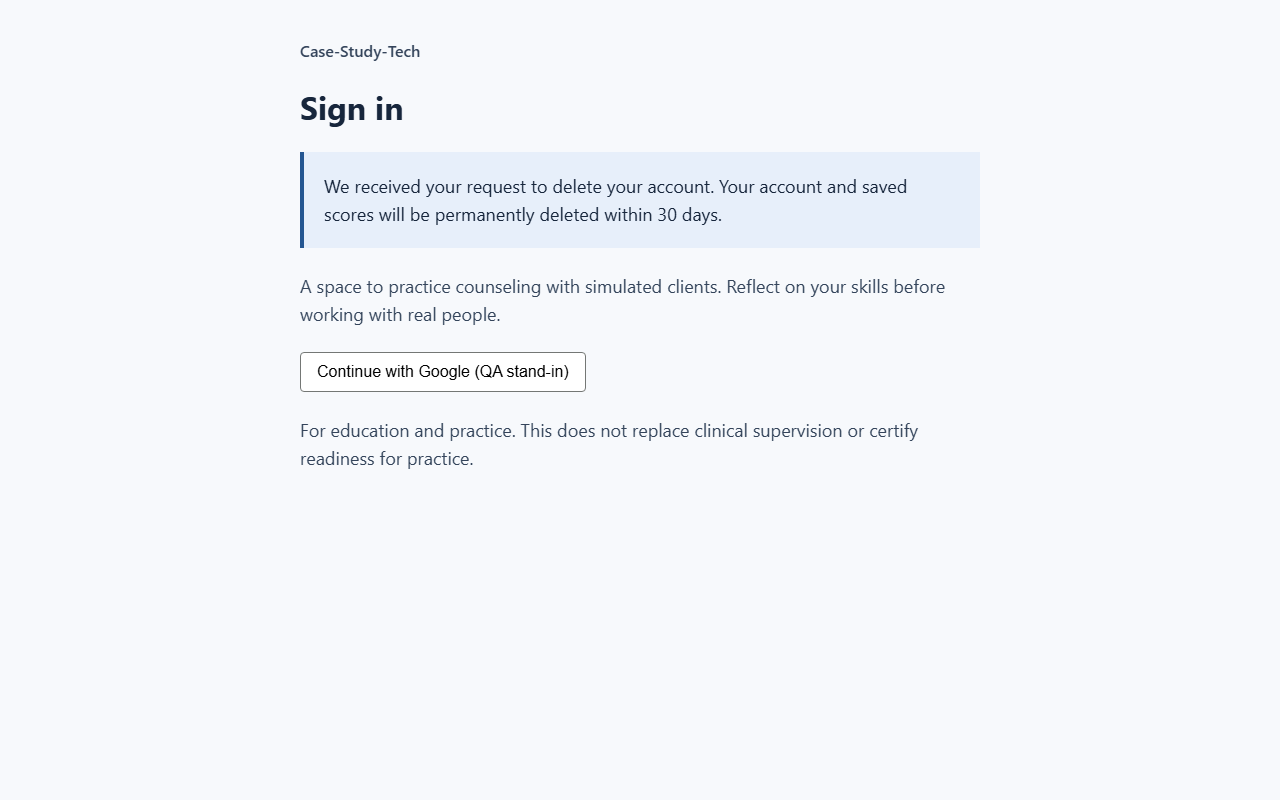 Case-Study-Tech
Sign in
We received your request to delete your account. Your account and saved
scores will be permanently deleted within 30 days.
A space to practice counseling with simulated clients. Reflect on your skills before
working with real people.
Continue with Google (QA stand-in)
For education and practice. This does not replace clinical supervision or certify
readiness for practice.